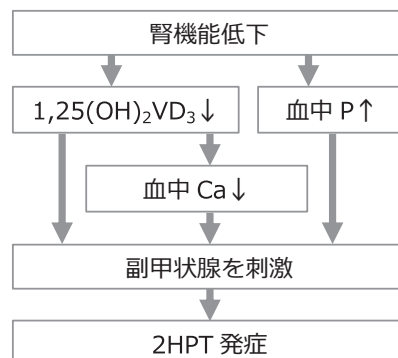 腎機能低下
1,25(OH)₂VD₃↓
血中 P↑
血中 Ca↓
副甲状腺を刺激
2HPT 発症